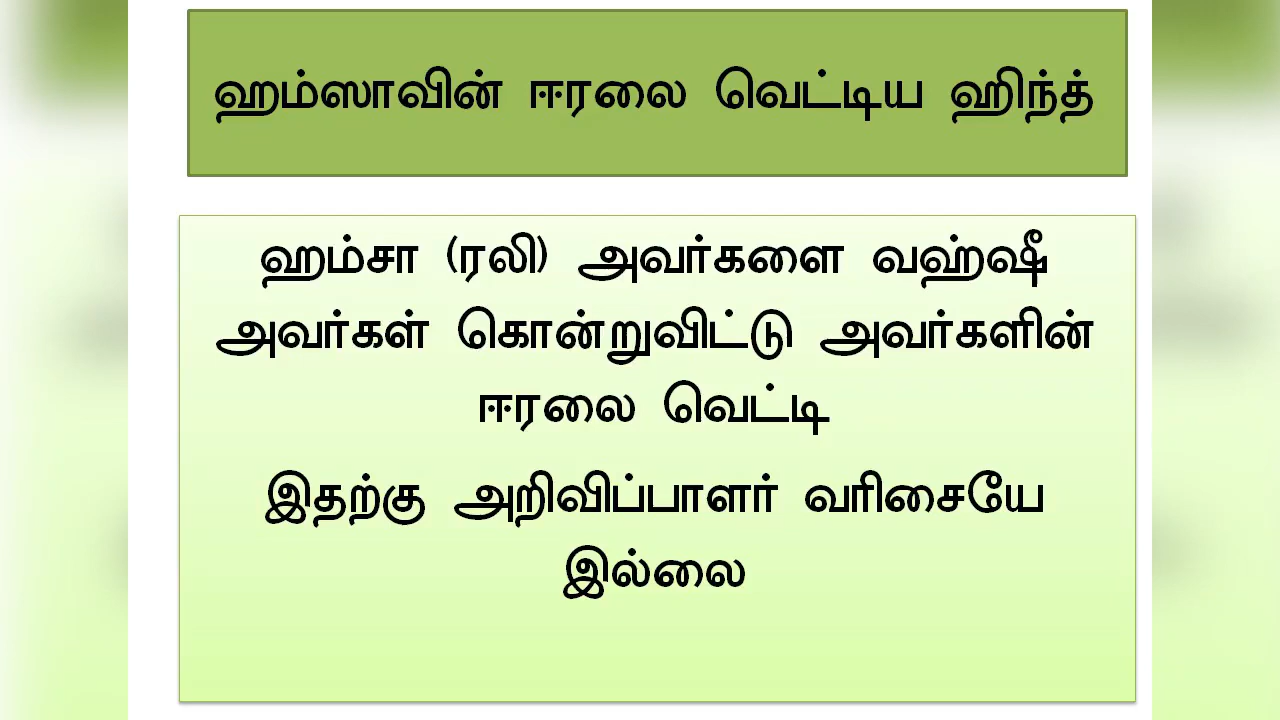 ஹம்ஸாவின் ஈரலை வெட்டிய ஹிந்த்
ஹம்சா (ரலி) அவர்களை வஹ்ஷீ
அவர்கள் கொன்றுவிட்டு அவர்களின்
ஈரலை வெட்டி
இதற்கு அறிவிப்பாளர் வரிசையே
இல்லை